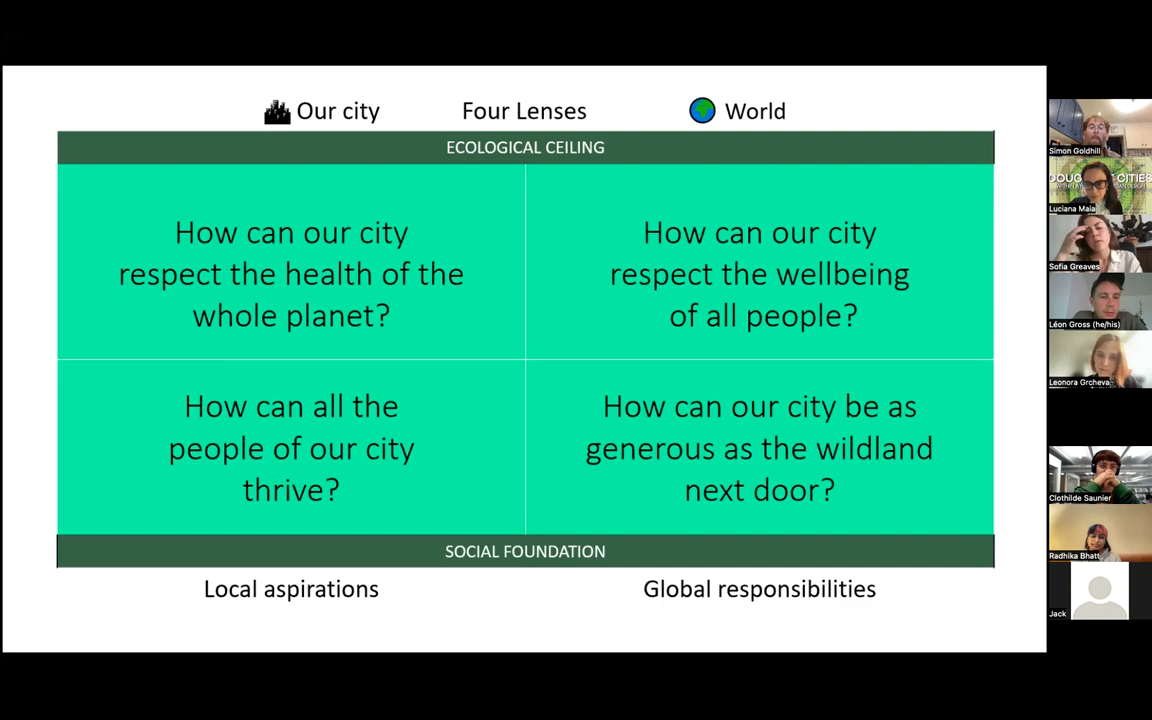 Our city
Four Lenses
World
ECOLOGICAL CEILING
How can our city
respect the health of the
whole planet?
How can our city
respect the wellbeing
of all people?
How can all the
people of our city
thrive?
How can our city be as
generous as the wildland
next door?
SOCIAL FOUNDATION
Local aspirations
Global responsibilities
Simon Goldhill
CITIES
Luciana Maia
Sofia Greaves
Léon Gross (he/his)
Leonora Grcheva
Clothilde Saunier
Radhika Bhatt
Jack